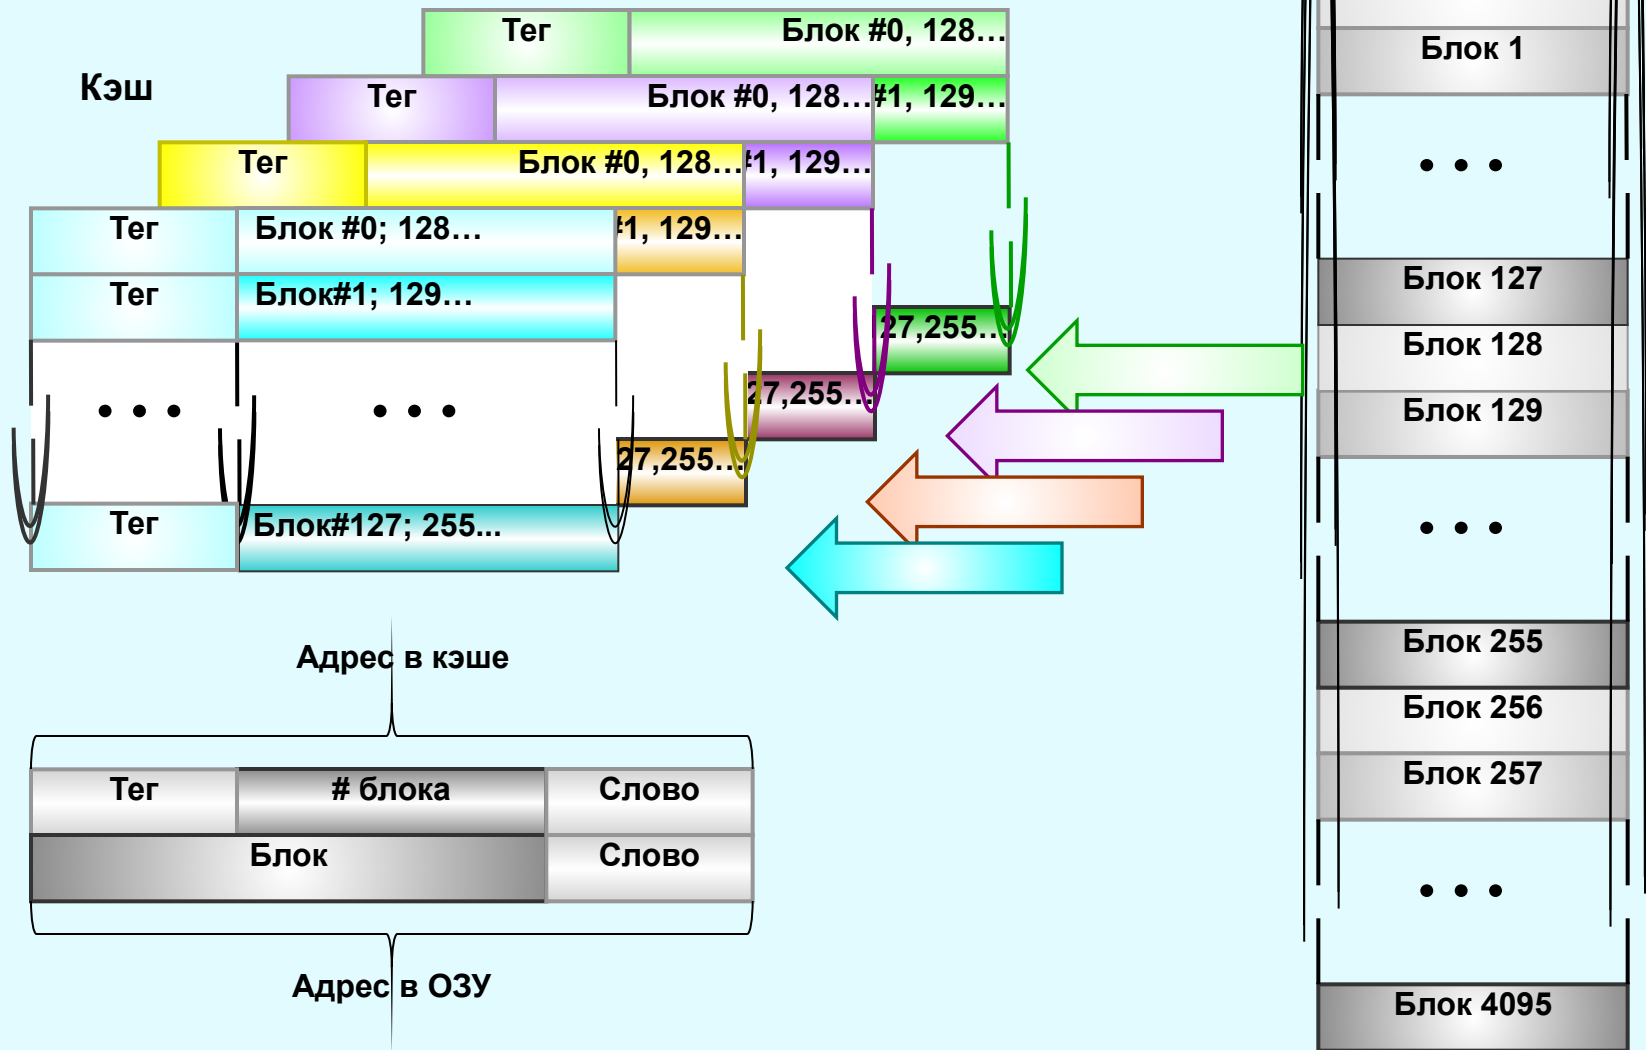 Тег
Блок #0, 128...
Кэш
Тег
Блок #0, 128...
#1, 129...
Тег
Блок #0, 128...
#1, 129...
Тег
Блок #0; 128...
#1, 129...
Тег
Блок#1; 129...
27,255...
• • •
• • •
27,255...
27,255...
Тег
Блок#127; 255...
Адрес в кэше
Тег
# блока
Слово
Блок
Слово
Адрес в ОЗУ
Блок 1
• • •
Блок 127
Блок 128
Блок 129
• • •
Блок 255
Блок 256
Блок 257
• • •
Блок 4095